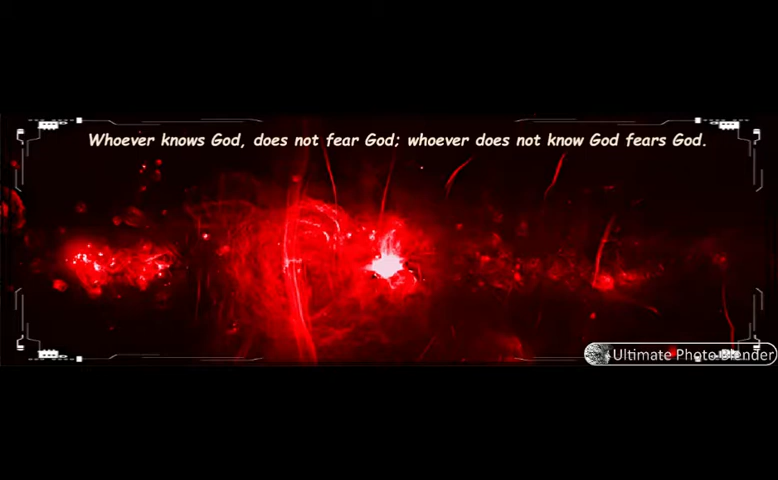 Whoever knows God, does not fear God; whoever does not know God fears God.
Ultimate Photo Blender